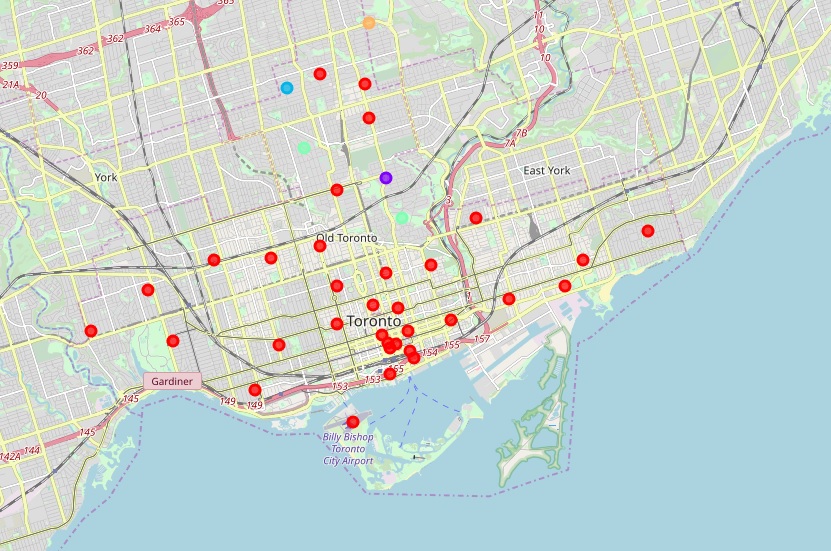 365
365
364
362
362
359
21A
20
11
10
10
7B
7A
East York
York
3
Old Toronto
Toronto
157
155
154
155
153
153
Gardiner
149
149
145
145
144
142A
Billy Bishop
Toronto
City Airport